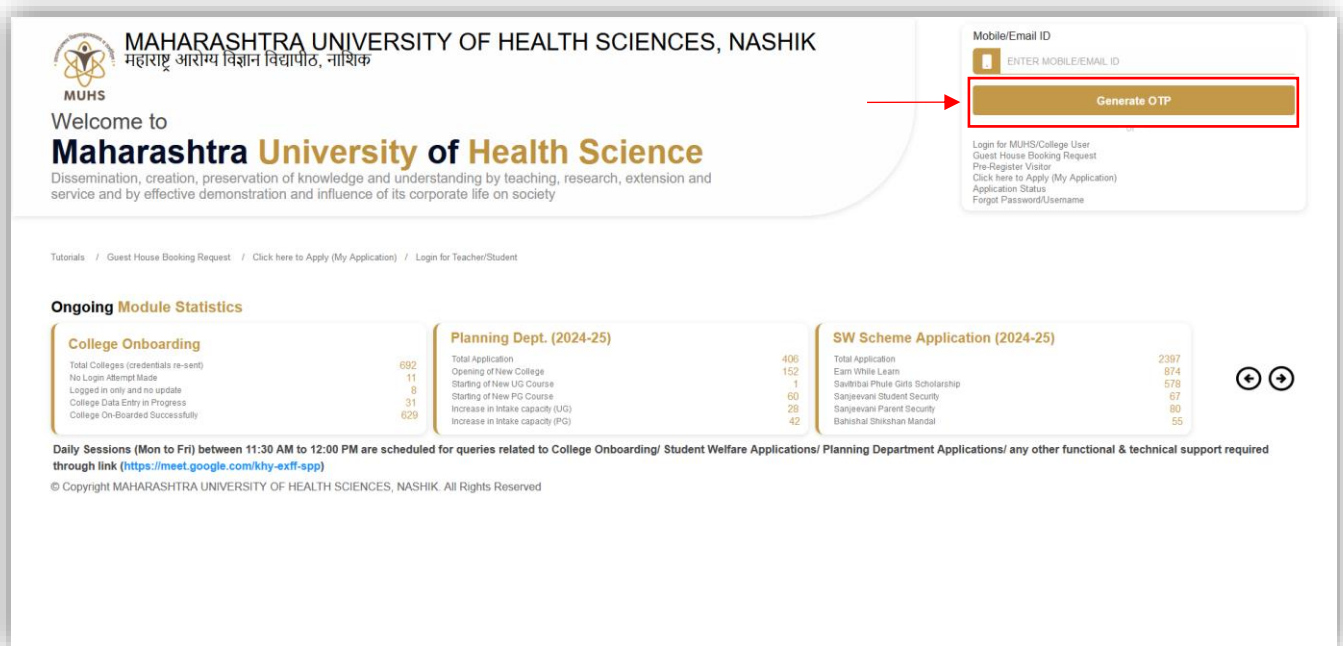 MAHARASHTRA UNIVERSITY OF HEALTH SCIENCES, NASHIK
महाराष्ट्र आरोग्य विज्ञान विद्यापीठ, नाशिक
MUHS
Welcome to
Maharashtra University of Health Science
Dissemination, creation, preservation of knowledge and understanding by teaching, research, extension and
service and by effective demonstration and influence of its corporate life on society
Mobile/Email ID
ENTER MOBILE/EMAIL ID
Generate OTP
Login for MUHS/College User
Guest House Booking Request
Pre-Register Visitor
Click here to Apply (My Application)
Application Status
Forgot Password/Username
Tutorials / Guest House Booking Request / Click here to Apply (My Application) / Login for Teacher/Student
Ongoing Module Statistics
College Onboarding
Total Colleges (credentials re-sent) 692
No Login Attempt Made 11
Logged in only and no update 8
College Data Entry in Progress 31
College On-Boarded Successfully 629
Planning Dept. (2024-25)
Total Application 406
Opening of New College 152
Starting of New UG Course 1
Starting of New PG Course 60
Increase in Intake capacity (UG) 28
Increase in Intake capacity (PG) 42
SW Scheme Application (2024-25)
Total Application 2397
Earn While Learn 874
Savitribai Phule Girls Scholarship 578
Sanjeevani Student Security 67
Sanjeevani Parent Security 80
Bahishal Shikshan Mandal 55
Daily Sessions (Mon to Fri) between 11:30 AM to 12:00 PM are scheduled for queries related to College Onboarding/ Student Welfare Applications/ Planning Department Applications/ any other functional & technical support required
through link (https://meet.google.com/khy-exff-spp)
© Copyright MAHARASHTRA UNIVERSITY OF HEALTH SCIENCES, NASHIK. All Rights Reserved